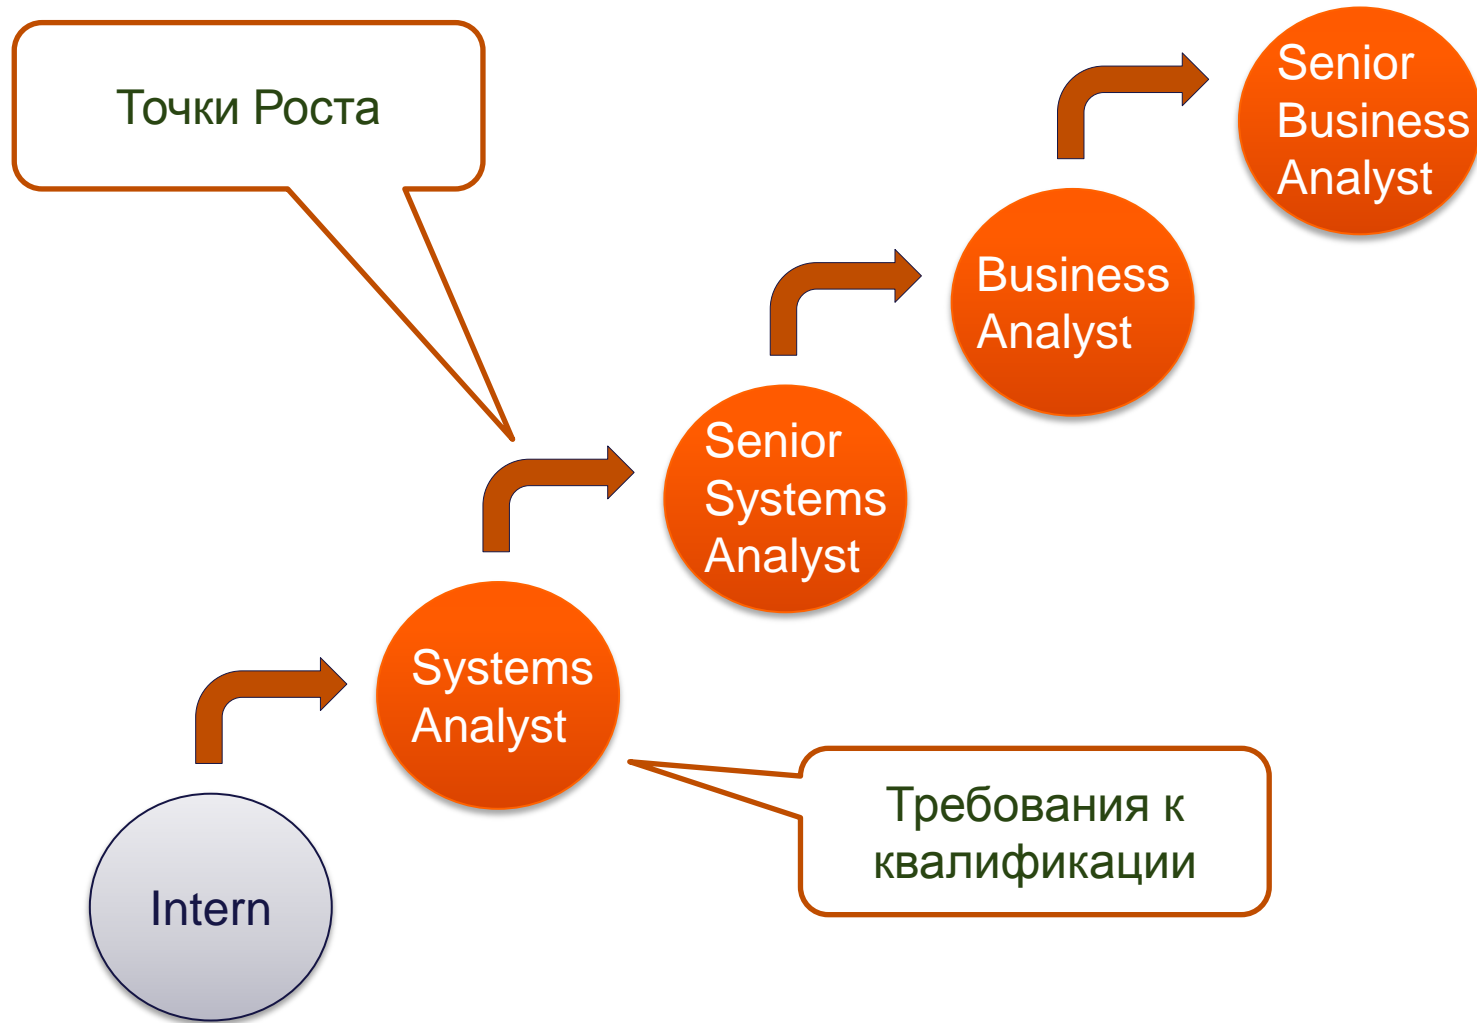 Точки Роста
Senior
Business
Analyst
Business
Analyst
Senior
Systems
Analyst
Systems
Analyst
Требования к
квалификации
Intern